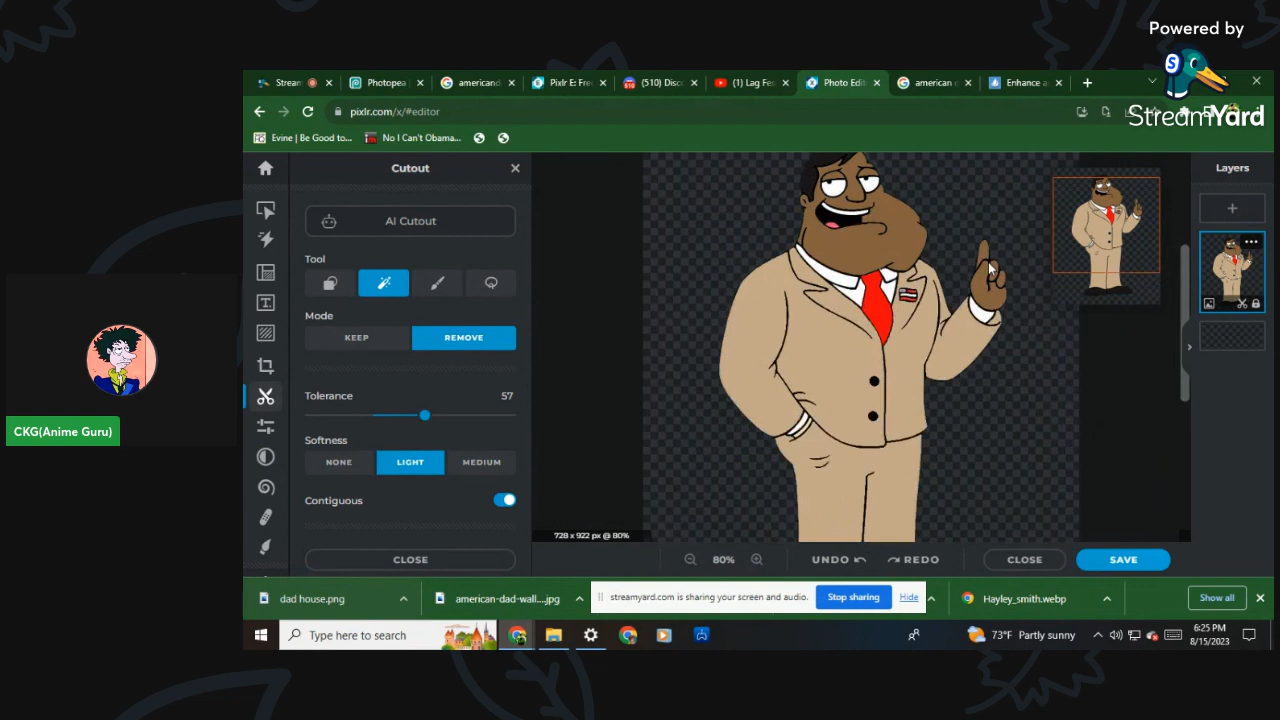 Powered by
StreamYard
Stream
Photopea
americand
Pixlr E: Fre
(510) Disco
(1) Lag Fes
Photo Edit
american d
Enhance a
pixlr.com/x/#editor
Evine | Be Good to...
No I Can't Obama...
Cutout
AI Cutout
Tool
Mode
KEEP
REMOVE
Tolerance
57
Softness
NONE
LIGHT
MEDIUM
Contiguous
CLOSE
Layers
728 x 922 px @ 80%
80%
UNDO
REDO
CLOSE
SAVE
CKG(Anime Guru)
dad house.png
american-dad-wall....jpg
streamyard.com is sharing your screen and audio.
Stop sharing
Hide
Hayley_smith.webp
Show all
Type here to search
73°F Partly sunny
6:25 PM
8/15/2023